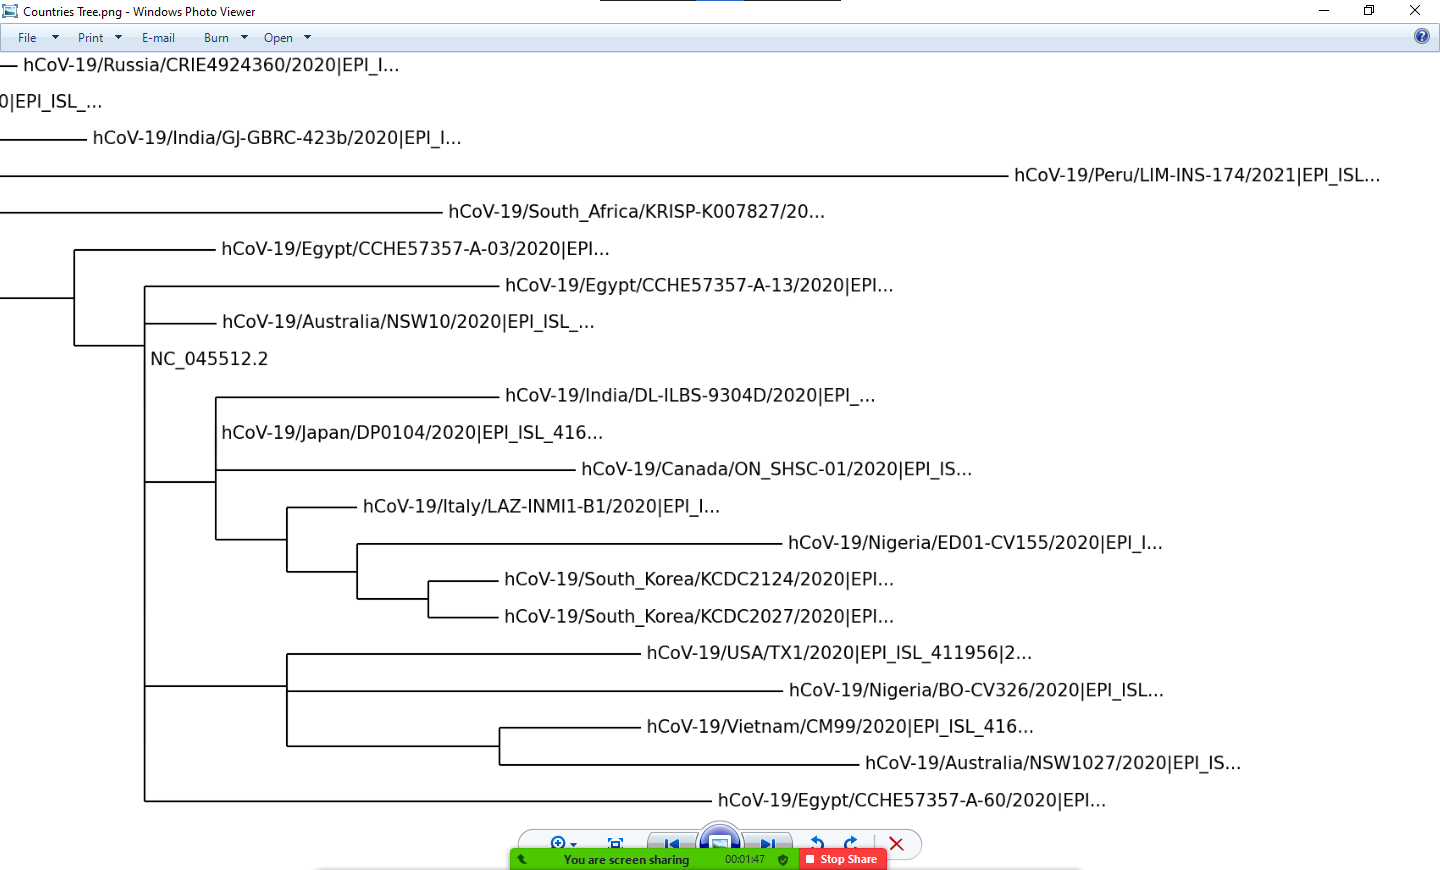 Countries Tree.png - Windows Photo Viewer
File Print E-mail Burn Open
hCoV-19/Russia/CRIE4924360/2020|EPI_I...
0|EPI_ISL_...
hCoV-19/India/GJ-GBRC-423b/2020|EPI_I...
hCoV-19/Peru/LIM-INS-174/2021|EPI_ISL...
hCoV-19/South_Africa/KRISP-K007827/20...
hCoV-19/Egypt/CCHE57357-A-03/2020|EPI...
hCoV-19/Egypt/CCHE57357-A-13/2020|EPI...
hCoV-19/Australia/NSW10/2020|EPI_ISL_...
NC_045512.2
hCoV-19/India/DL-ILBS-9304D/2020|EPI_...
hCoV-19/Japan/DP0104/2020|EPI_ISL_416...
hCoV-19/Canada/ON_SHSC-01/2020|EPI_IS...
hCoV-19/Italy/LAZ-INMI1-B1/2020|EPI_I...
hCoV-19/Nigeria/ED01-CV155/2020|EPI_I...
hCoV-19/South_Korea/KCDC2124/2020|EPI...
hCoV-19/South_Korea/KCDC2027/2020|EPI...
hCoV-19/USA/TX1/2020|EPI_ISL_411956|2...
hCoV-19/Nigeria/BO-CV326/2020|EPI_ISL...
hCoV-19/Vietnam/CM99/2020|EPI_ISL_416...
hCoV-19/Australia/NSW1027/2020|EPI_IS...
hCoV-19/Egypt/CCHE57357-A-60/2020|EPI...
You are screen sharing 00:01:47 Stop Share